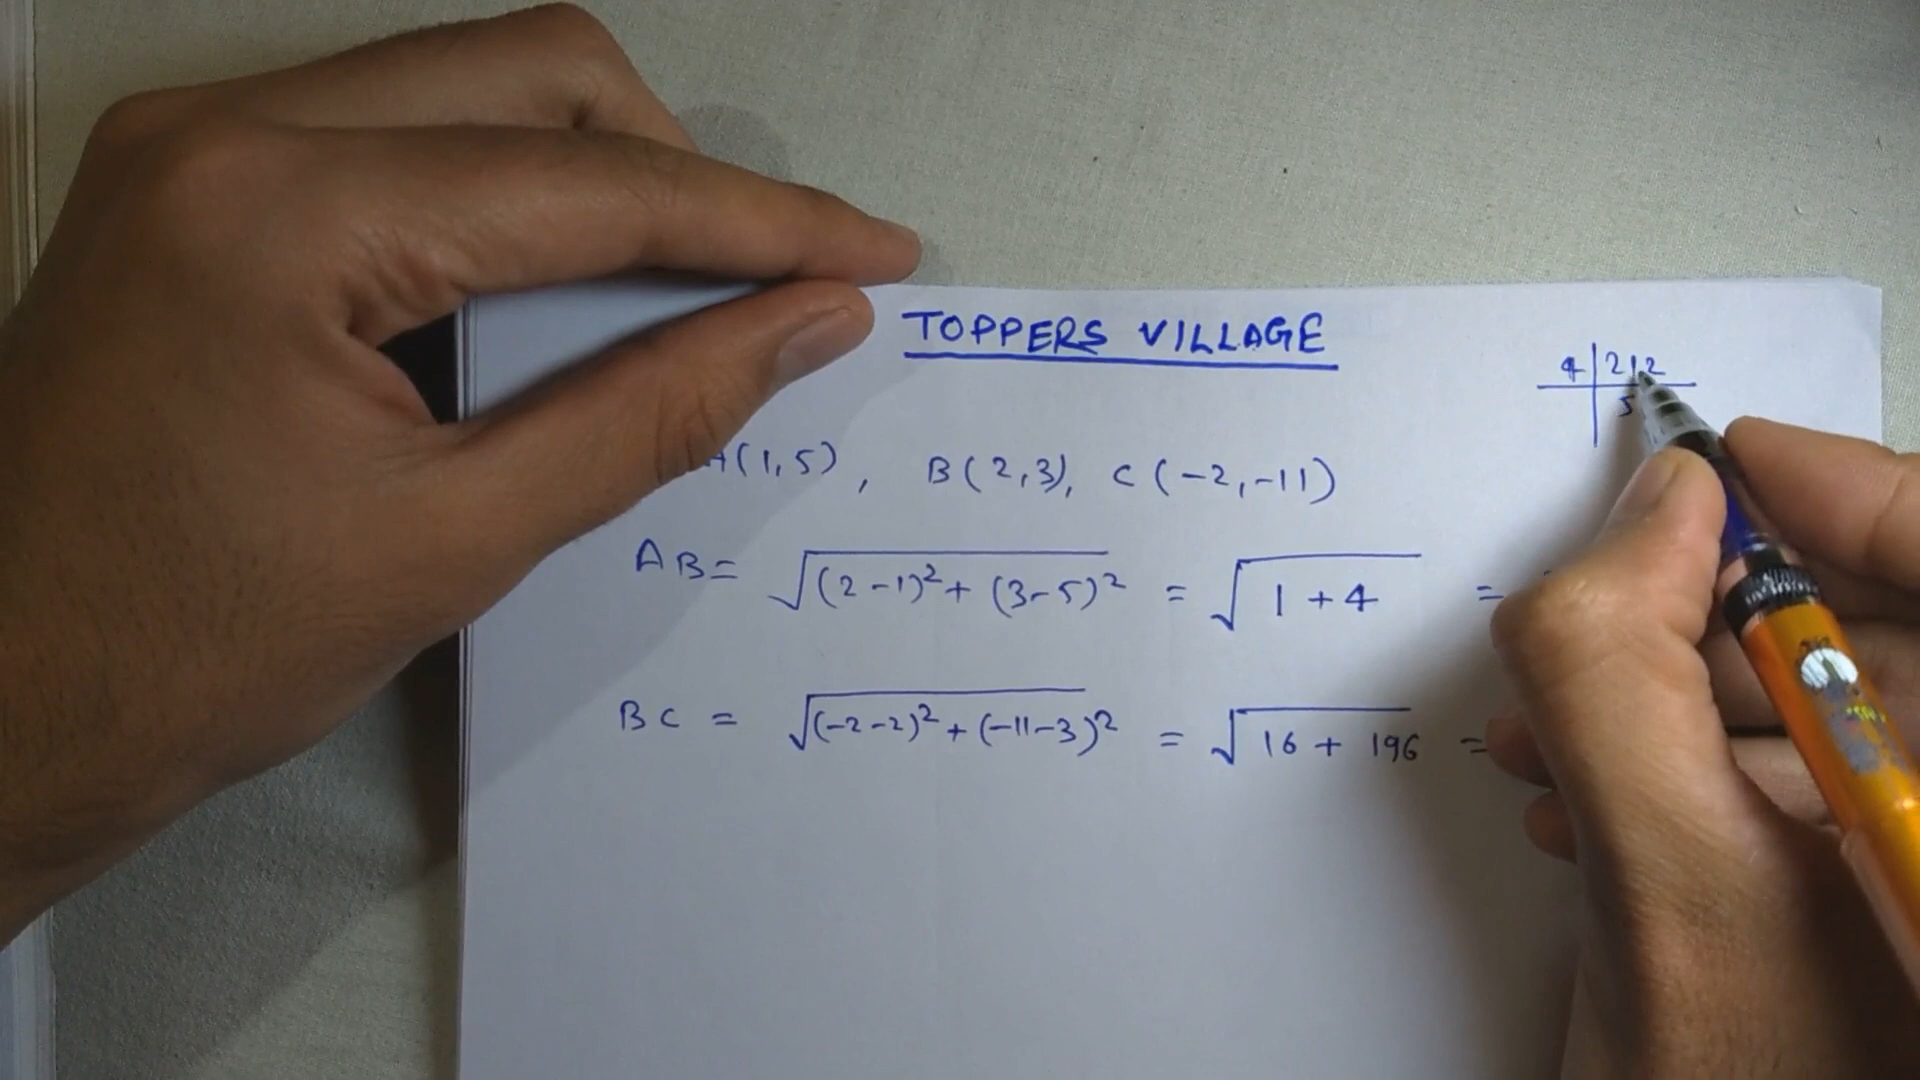 TOPPERS VILLAGE
4 | 212
5
A(1,5), B(2,3), C(-2,-11)
AB = √(2-1)² + (3-5)² = √1+4 =
BC = √(-2-2)² + (-11-3)² = √16 + 196 =